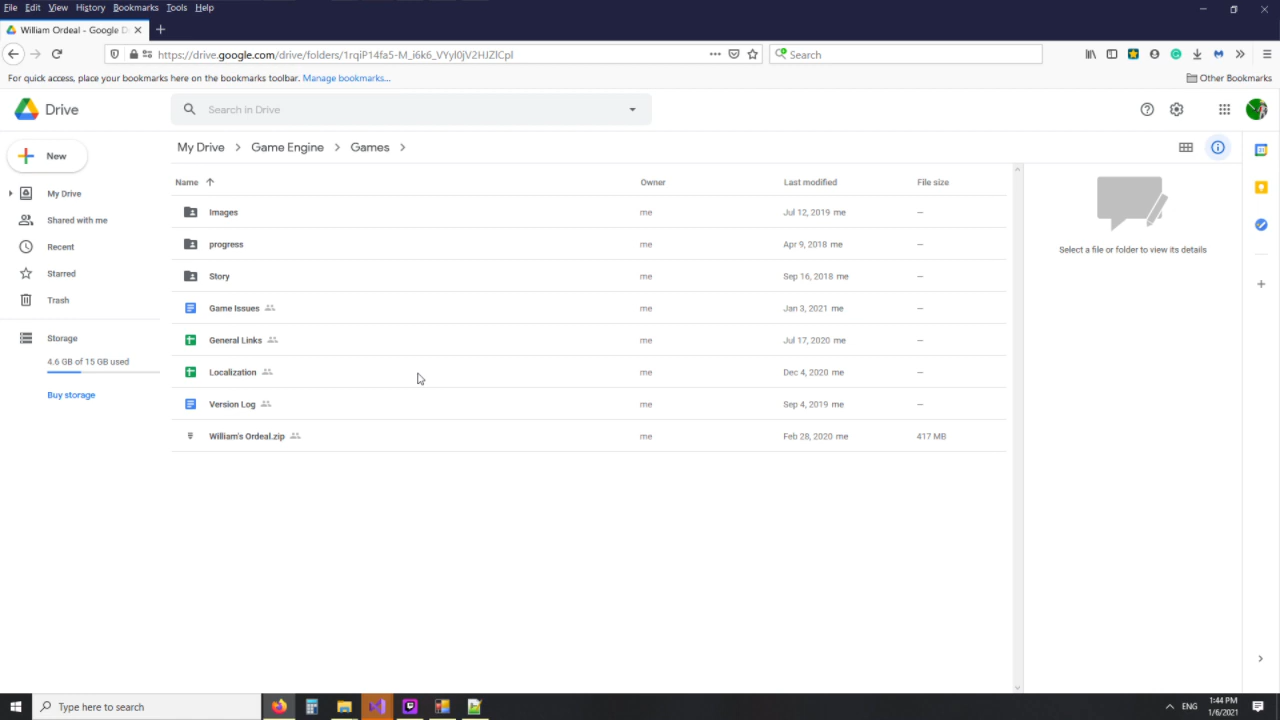 File Edit View History Bookmarks Tools Help
William Ordeal - Google D
https://drive.google.com/drive/folders/1rqiP14fa5-M_i6k6_VYyl0jV2HJZlCpl
Search
For quick access, place your bookmarks here on the bookmarks toolbar. Manage bookmarks...
Other Bookmarks
Drive
Search in Drive
New
My Drive > Game Engine > Games >
My Drive
Shared with me
Recent
Starred
Trash
Storage
4.6 GB of 15 GB used
Buy storage
Name Owner Last modified File size
Images me Jul 12, 2019 me —
progress me Apr 9, 2018 me —
Story me Sep 16, 2018 me —
Game Issues me Jan 3, 2021 me —
General Links me Jul 17, 2020 me —
Localization me Dec 4, 2020 me —
Version Log me Sep 4, 2019 me —
William's Ordeal.zip me Feb 28, 2020 me 417 MB
Select a file or folder to view its details
Type here to search
ENG
1:44 PM
1/6/2021